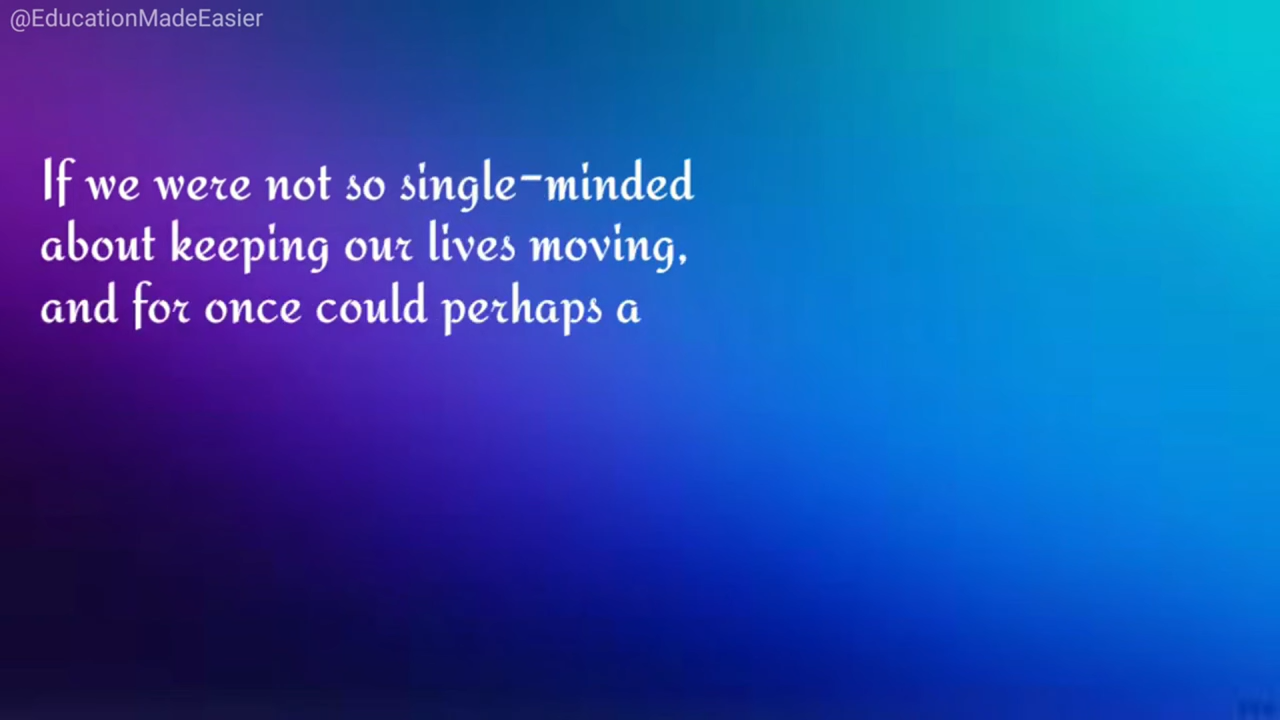 @EducationMadeEasier
If we were not so single-minded
about keeping our lives moving,
and for once could perhaps a